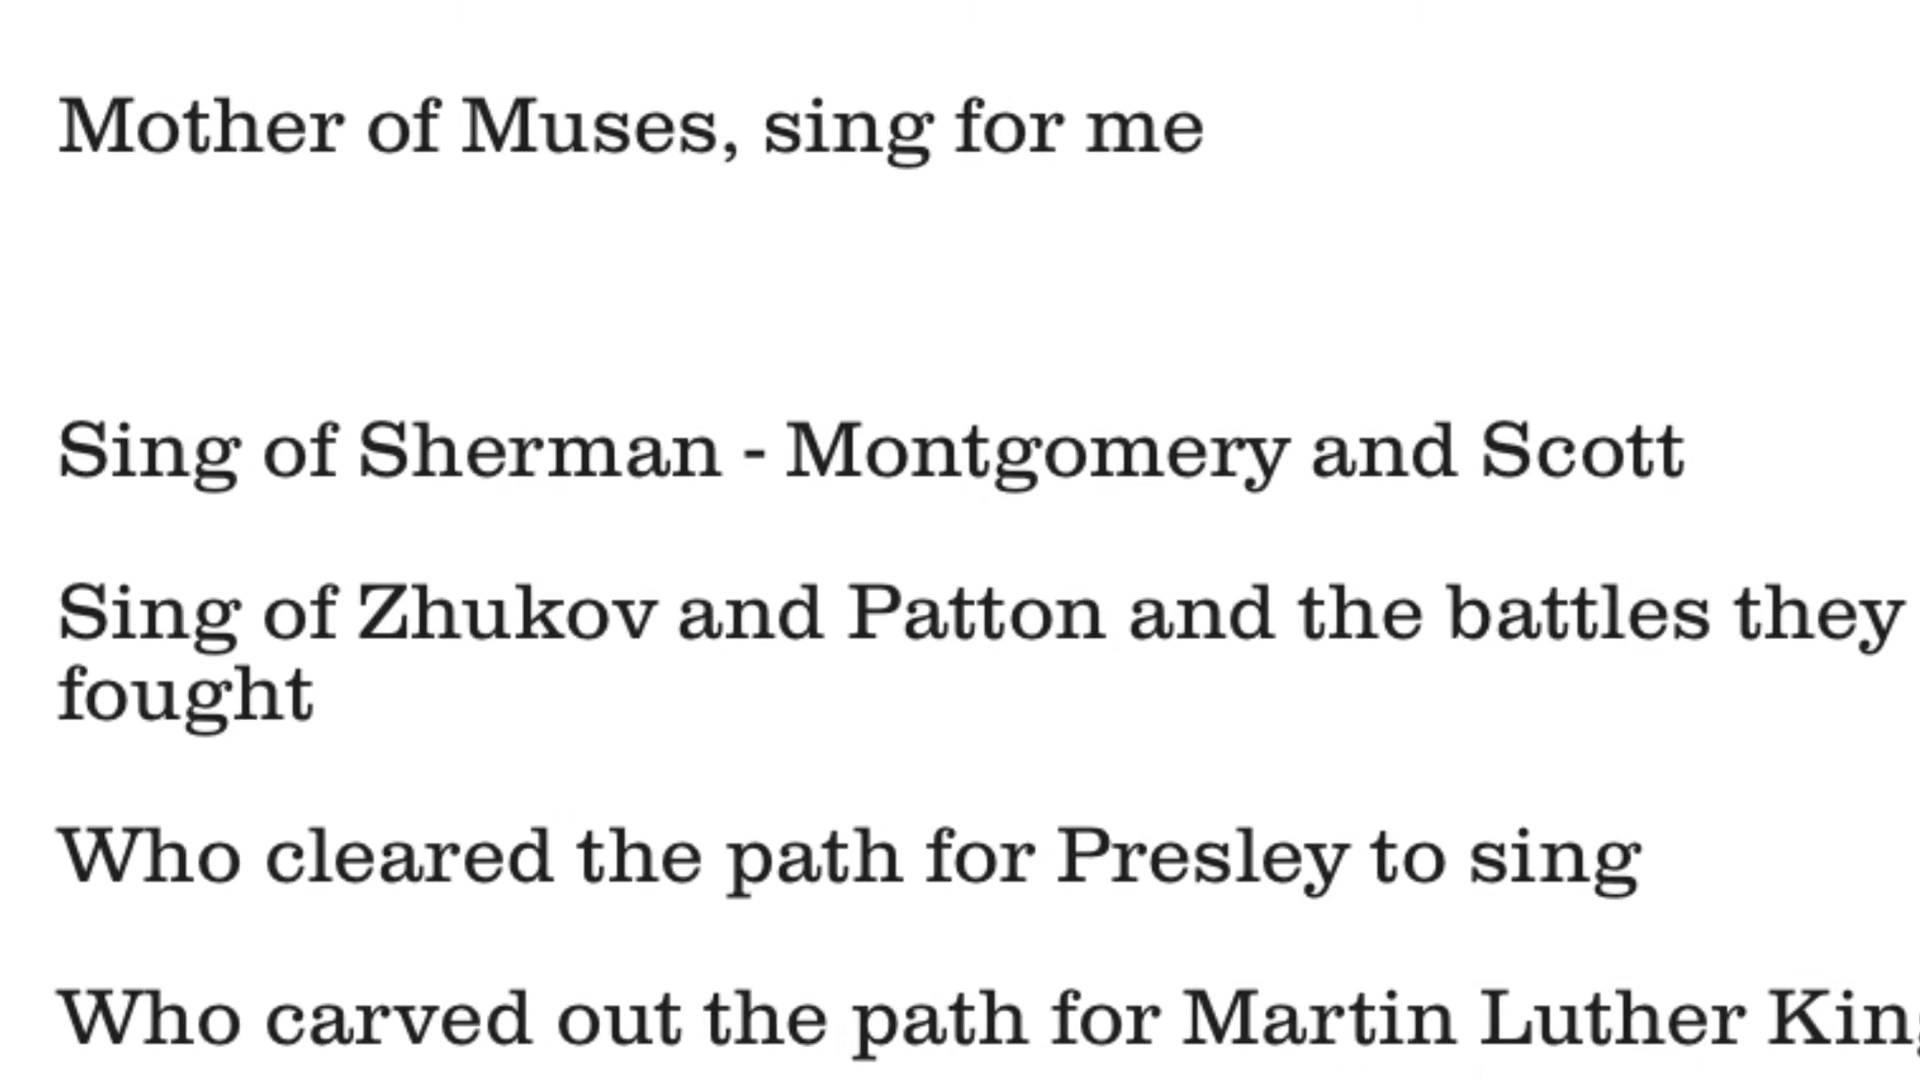 Mother of Muses, sing for me
Sing of Sherman - Montgomery and Scott
Sing of Zhukov and Patton and the battles they
fought
Who cleared the path for Presley to sing
Who carved out the path for Martin Luther